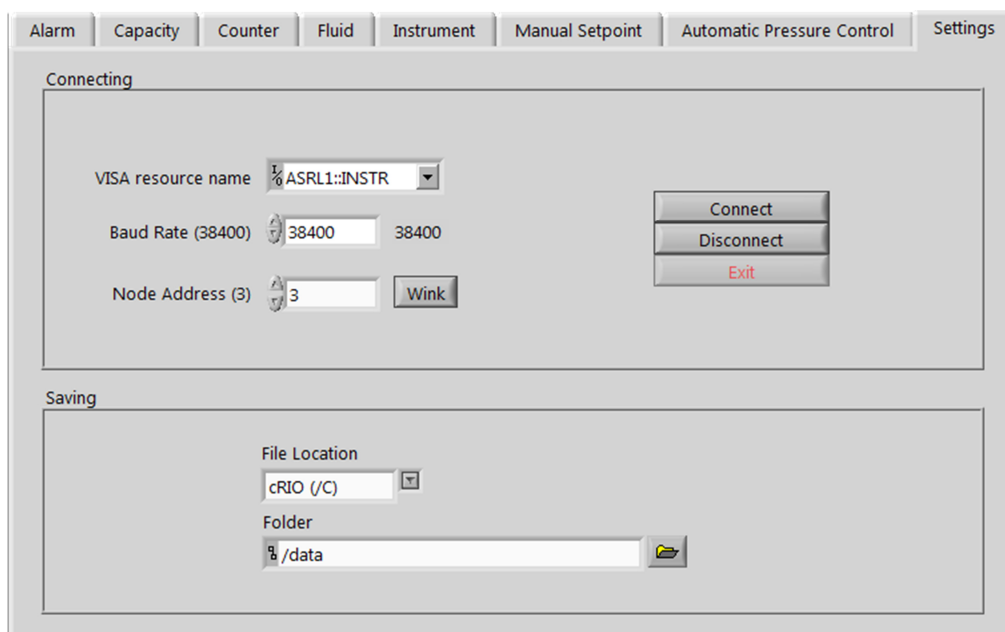 Alarm Capacity Counter Fluid Instrument Manual Setpoint Automatic Pressure Control Settings
Connecting
VISA resource name I/O ASRL1::INSTR
Connect
Baud Rate (38400) 38400 38400
Disconnect
Exit
Node Address (3) 3 Wink
Saving
File Location
cRIO (/C)
Folder
/data